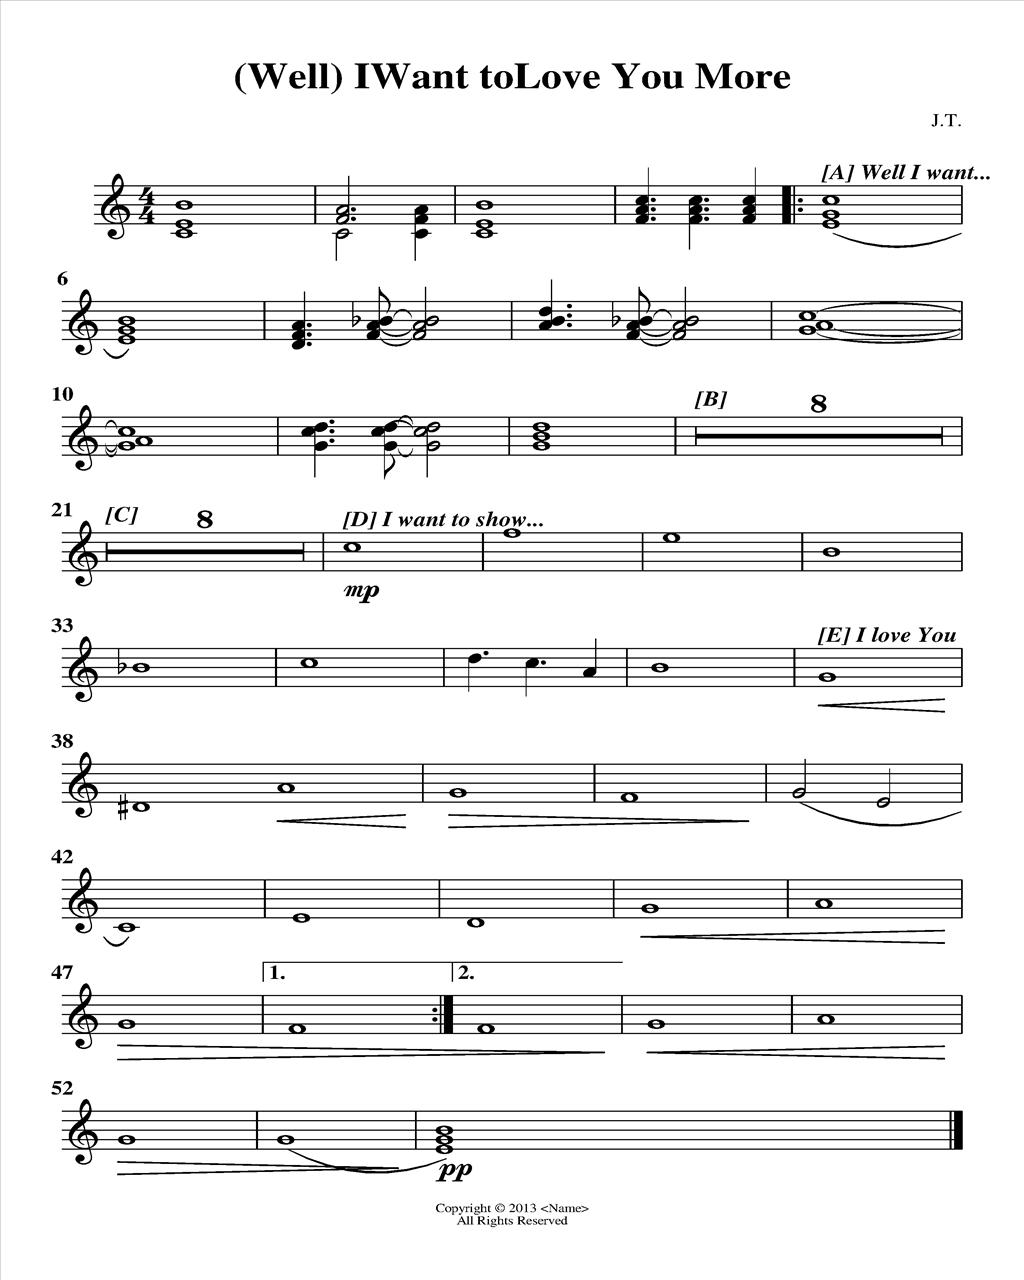 (Well) IWant toLove You More
J.T.
[A] Well I want...
4
4
6
10
[B]
8
21
[C]
8
[D] I want to show...
mp
33
[E] I love You
38
42
47
1.
2.
52
pp
Copyright © 2013 <Name>
All Rights Reserved